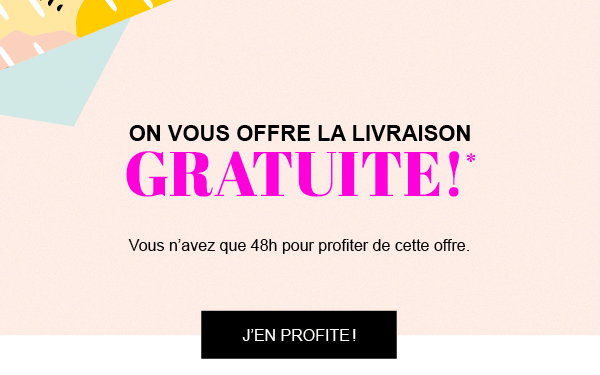 ON VOUS OFFRE LA LIVRAISON
GRATUITE!*
Vous n’avez que 48h pour profiter de cette offre.
J’EN PROFITE !